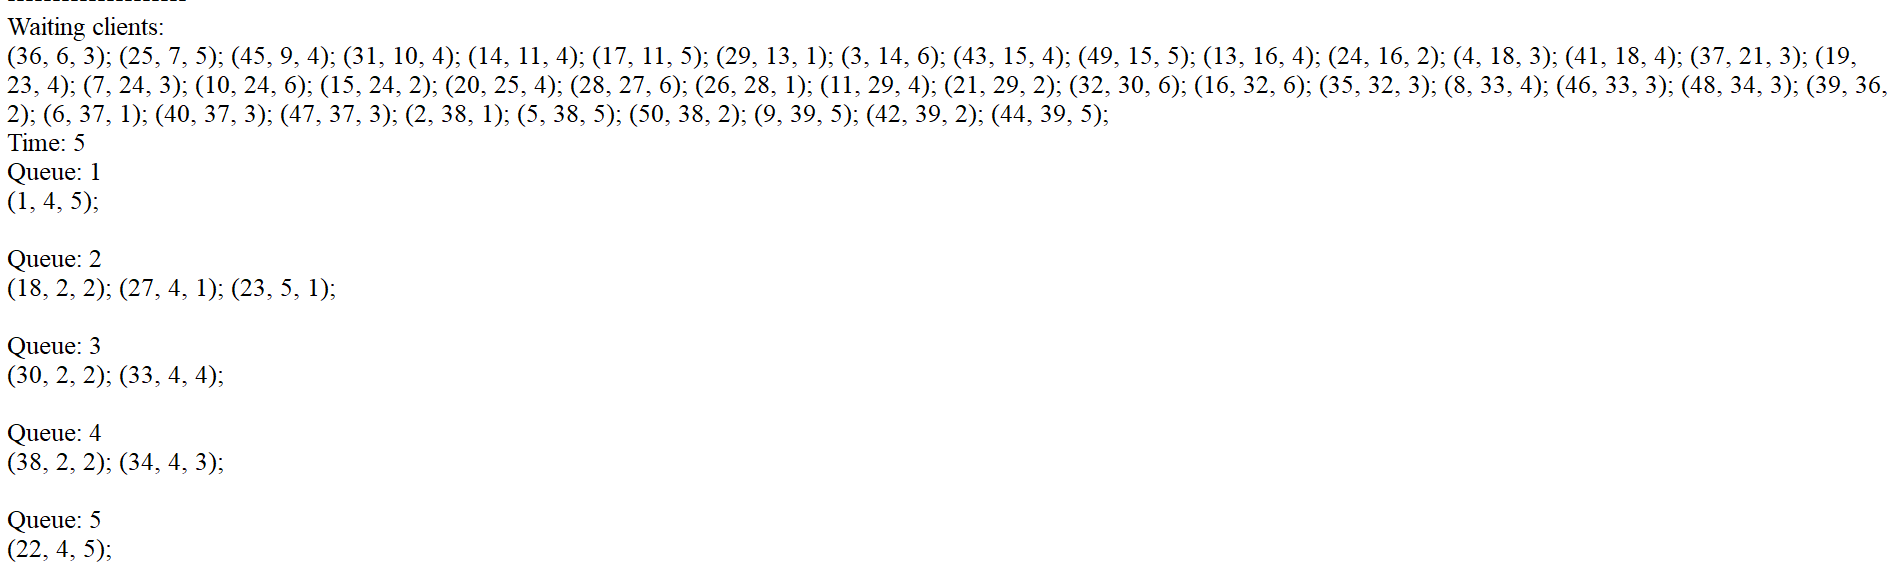 Waiting clients:
(36, 6, 3); (25, 7, 5); (45, 9, 4); (31, 10, 4); (14, 11, 4); (17, 11, 5); (29, 13, 1); (3, 14, 6); (43, 15, 4); (49, 15, 5); (13, 16, 4); (24, 16, 2); (4, 18, 3); (41, 18, 4); (37, 21, 3); (19,
23, 4); (7, 24, 3); (10, 24, 6); (15, 24, 2); (20, 25, 4); (28, 27, 6); (26, 28, 1); (11, 29, 4); (21, 29, 2); (32, 30, 6); (16, 32, 6); (35, 32, 3); (8, 33, 4); (46, 33, 3); (48, 34, 3); (39, 36,
2); (6, 37, 1); (40, 37, 3); (47, 37, 3); (2, 38, 1); (5, 38, 5); (50, 38, 2); (9, 39, 5); (42, 39, 2); (44, 39, 5);
Time: 5
Queue: 1
(1, 4, 5);
Queue: 2
(18, 2, 2); (27, 4, 1); (23, 5, 1);
Queue: 3
(30, 2, 2); (33, 4, 4);
Queue: 4
(38, 2, 2); (34, 4, 3);
Queue: 5
(22, 4, 5);